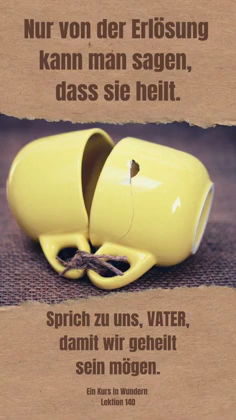 Nur von der Erlösung
kann man sagen,
dass sie heilt.
Sprich zu uns, VATER,
damit wir geheilt
sein mögen.
Ein Kurs in Wundern
Lektion 140